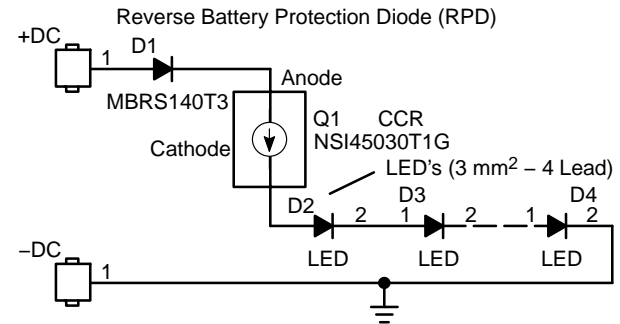 Reverse Battery Protection Diode (RPD)
+DC
1
D1
MBRS140T3
Anode
Q1 CCR
NSI45030T1G
Cathode
LED's (3 mm² – 4 Lead)
D2
D3
D4
2
1
2
1
2
LED
LED
LED
–DC
1